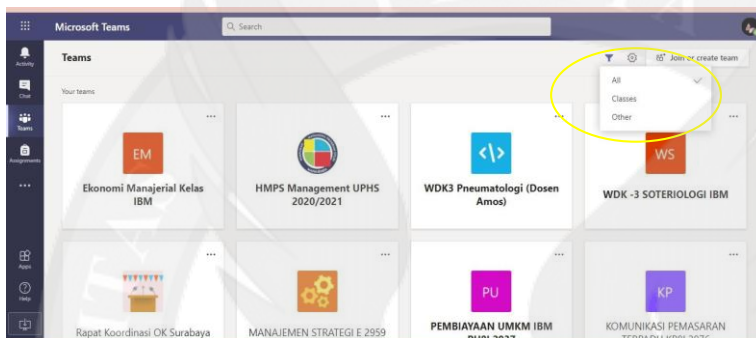 Microsoft Teams
Search
Activity
Chat
Teams
Assignments
Apps
Help
Teams
Join or create team
All
Classes
Other
Your teams
EM
Ekonomi Manajerial Kelas
IBM
HMPS Management UPHS
2020/2021
WDK3 Pneumatologi (Dosen
Amos)
WS
WDK -3 SOTERIOLOGI IBM
Rapat Koordinasi OK Surabaya
MANAJEMEN STRATEGI E 2959
PU
PEMBIAYAAN UMKM IBM
KP
KOMUNIKASI PEMASARAN